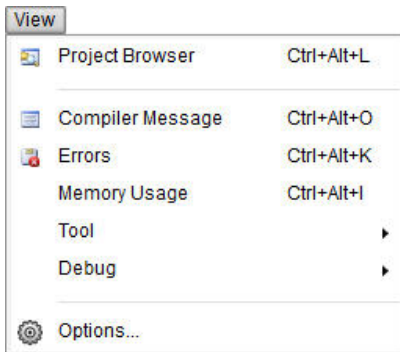 View
Project Browser Ctrl+Alt+L
Compiler Message Ctrl+Alt+O
Errors Ctrl+Alt+K
Memory Usage Ctrl+Alt+I
Tool
Debug
Options...